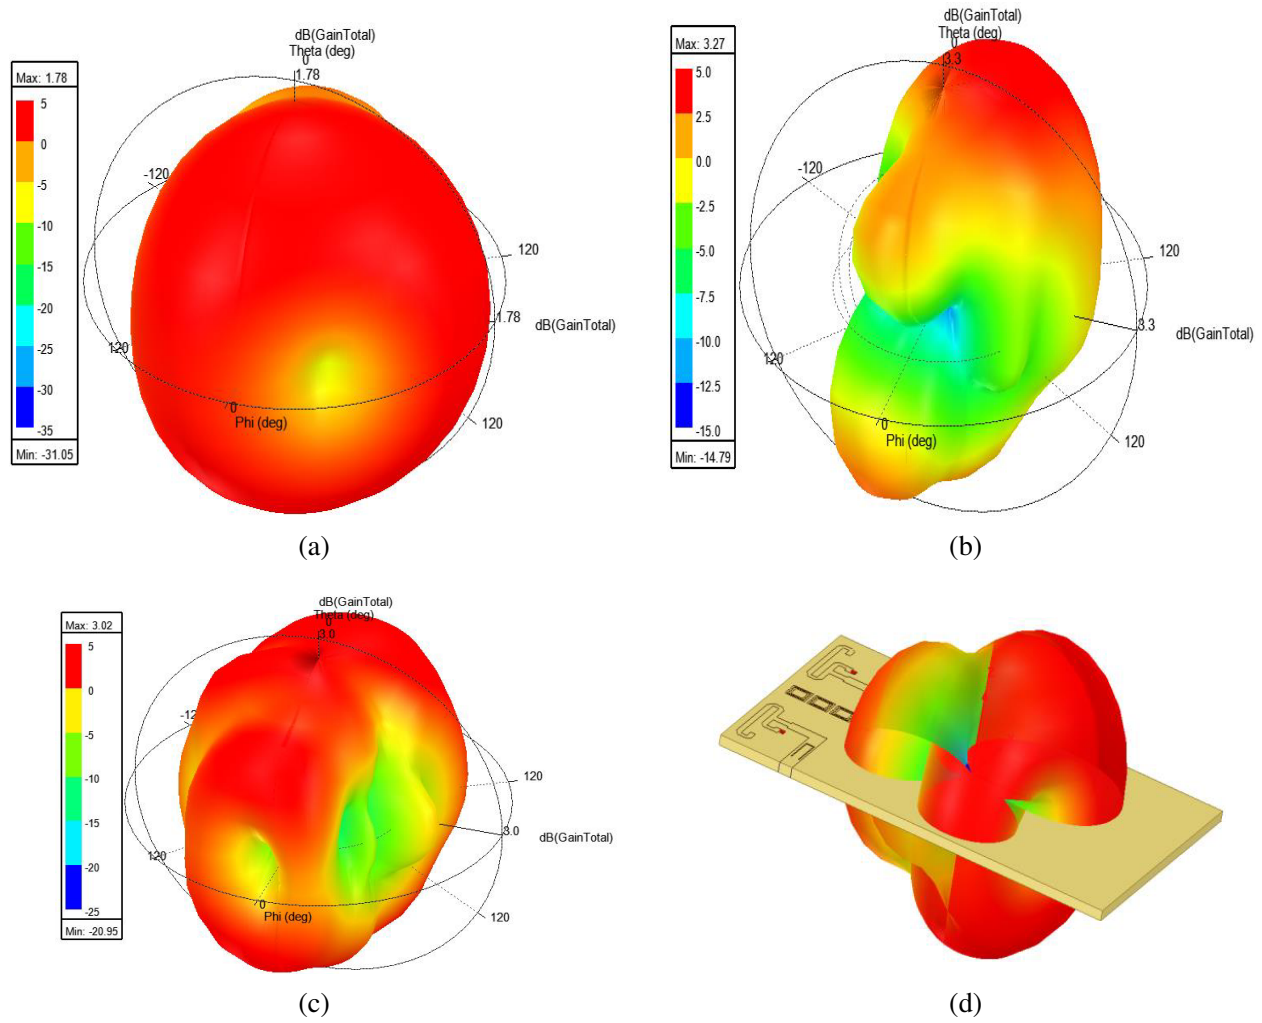 dB(GainTotal)
Theta (deg)
0
1.78
Max: 1.78
5
0
-5
-10
-15
-20
-25
-30
-35
Min: -31.05
-120
120
1.78
dB(GainTotal)
120
0
Phi (deg)
120
(a)
dB(GainTotal)
Theta (deg)
0
3.3
Max: 3.27
5.0
2.5
0.0
-2.5
-5.0
-7.5
-10.0
-12.5
-15.0
Min: -14.79
-120
120
3.3
dB(GainTotal)
120
0
Phi (deg)
120
(b)
dB(GainTotal)
Theta (deg)
0
3.0
Max: 3.02
5
0
-5
-10
-15
-20
-25
Min: -20.95
-12
120
3.0
dB(GainTotal)
120
0
Phi (deg)
120
(c)
(d)